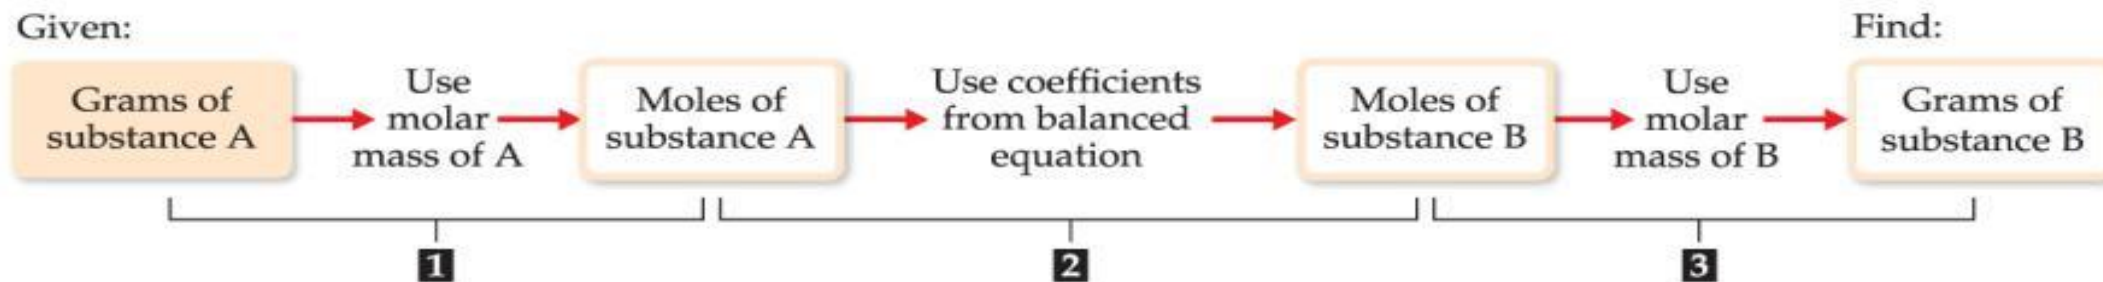 Given:
Find:
Grams of
substance A
Use
molar
mass of A
Moles of
substance A
Use coefficients
from balanced
equation
Moles of
substance B
Use
molar
mass of B
Grams of
substance B
1
2
3